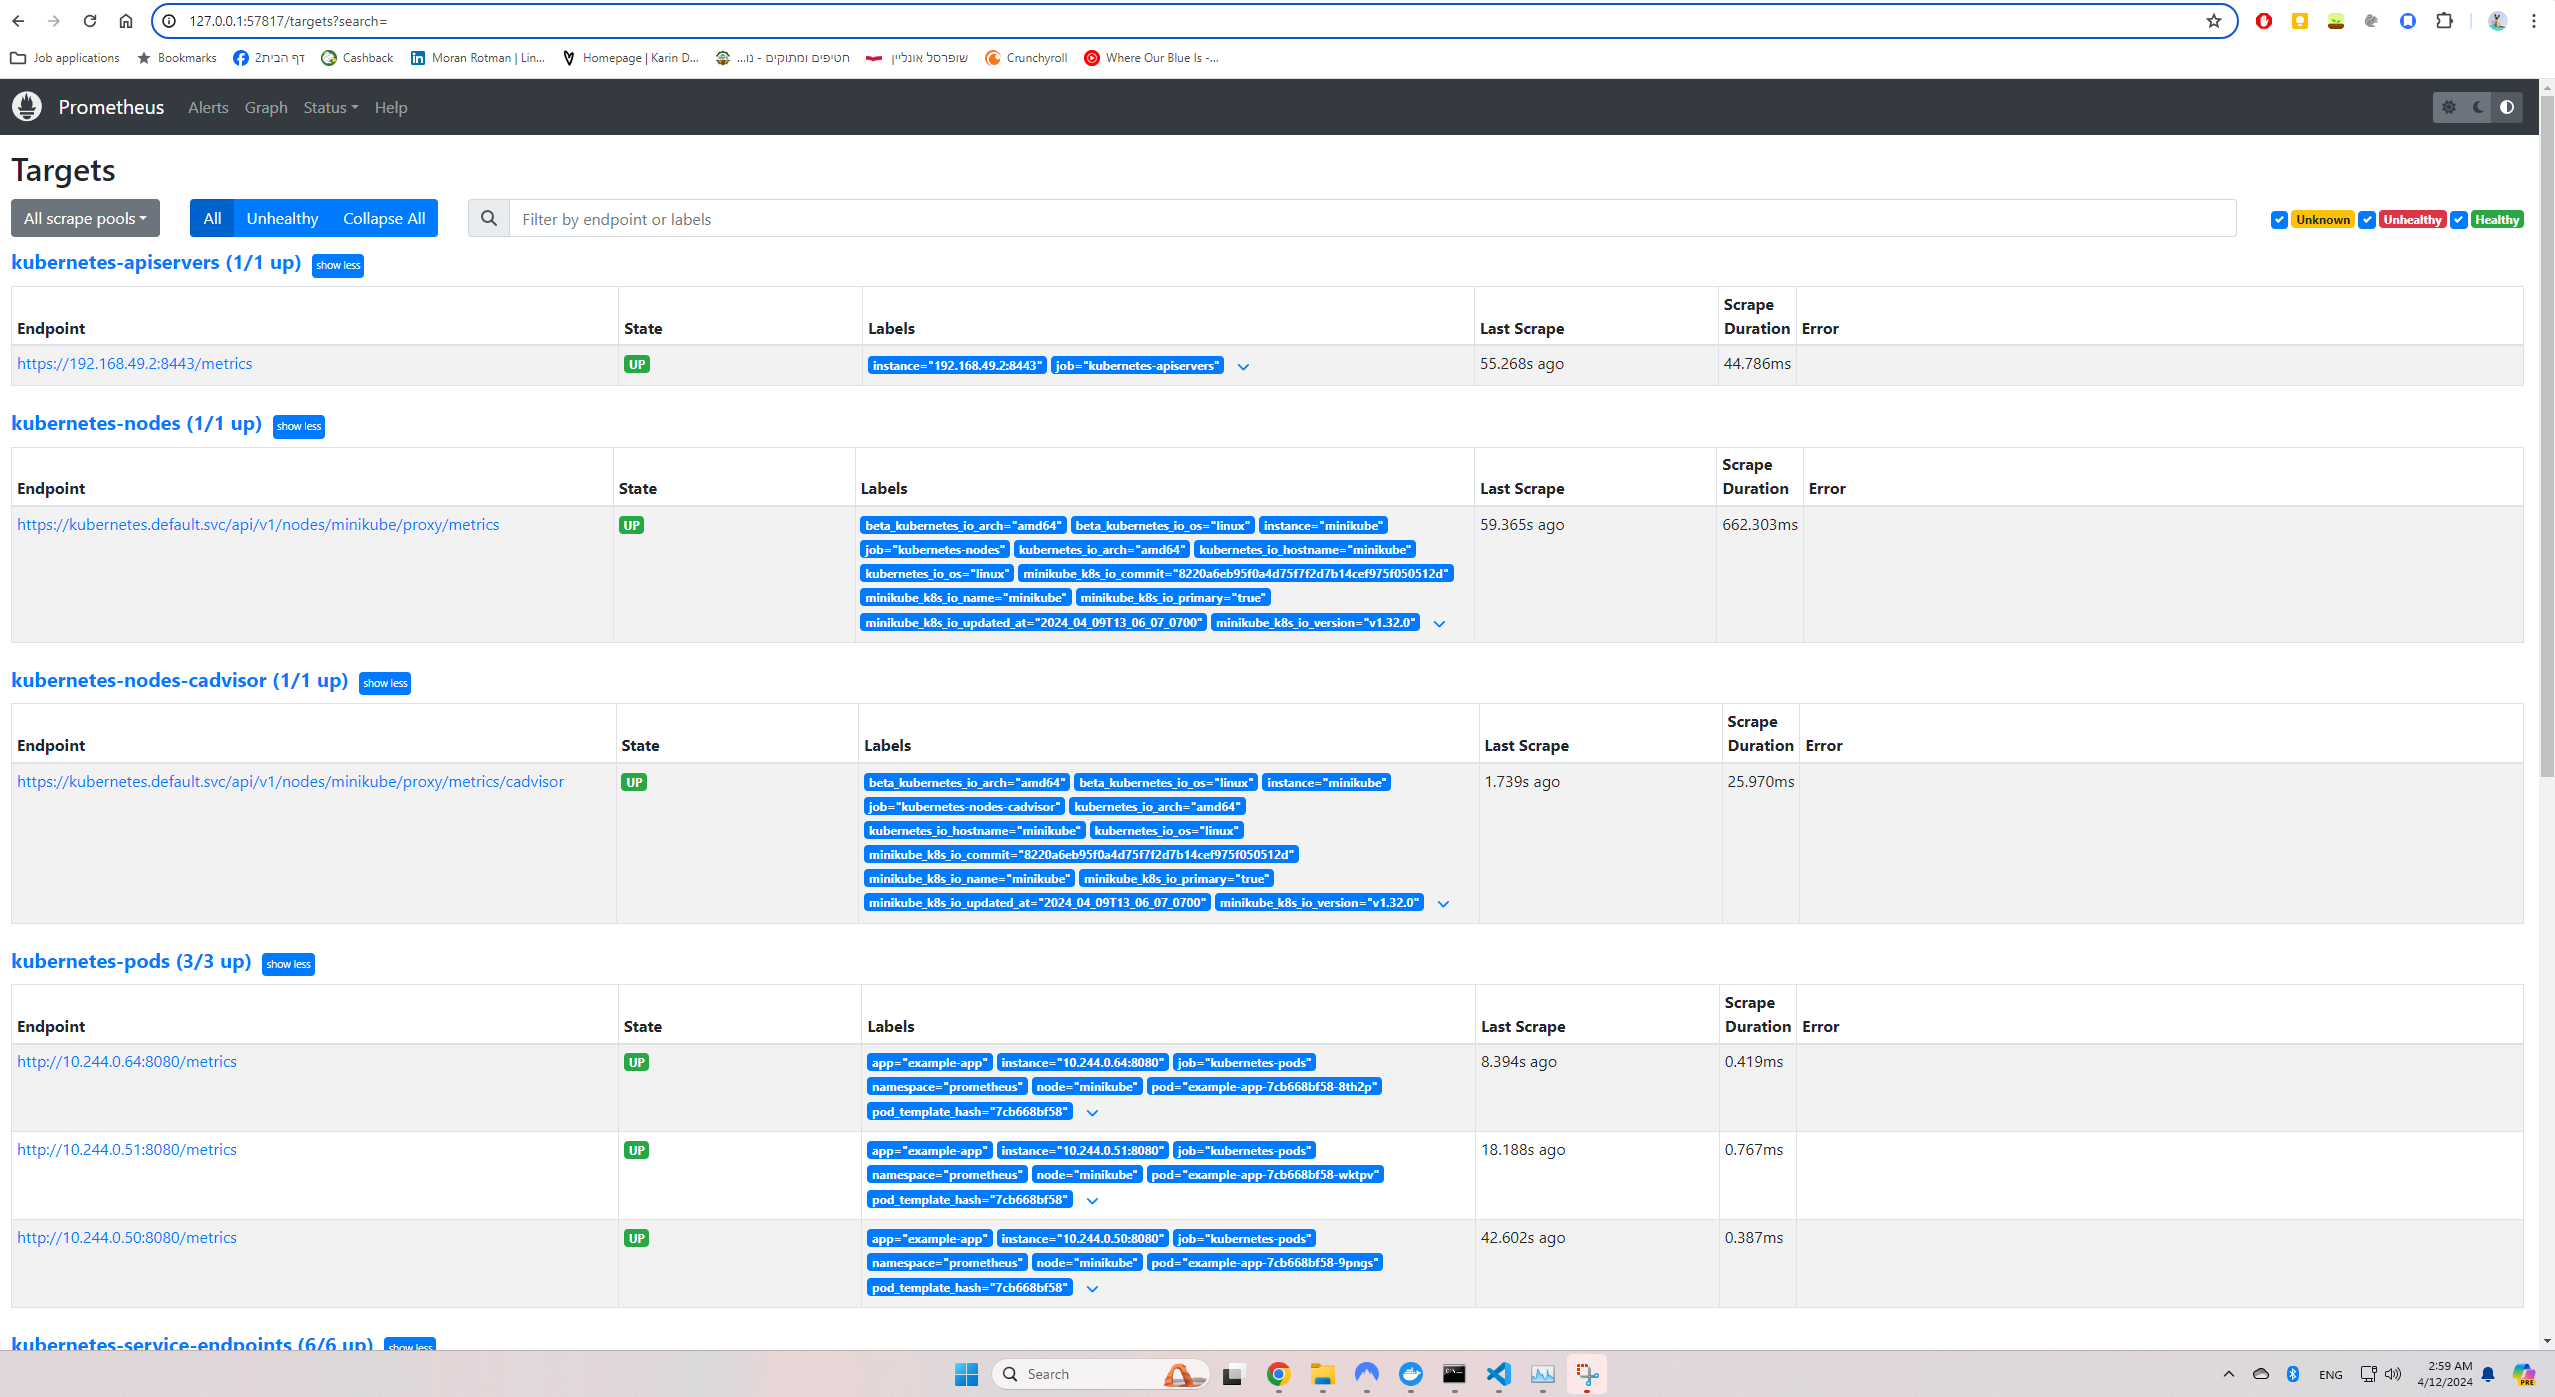 127.0.0.1:57817/targets?search=
Job applications Bookmarks דף הבית2 Cashback Moran Rotman | Lin... Homepage | Karin D... חטיפים ומתוקים - נו... שופרסל אונליין Crunchyroll Where Our Blue Is -...
Prometheus Alerts Graph Status Help
Targets
All scrape pools All Unhealthy Collapse All Filter by endpoint or labels Unknown Unhealthy Healthy
kubernetes-apiservers (1/1 up) show less
Endpoint State Labels Last Scrape Scrape Duration Error
https://192.168.49.2:8443/metrics UP instance="192.168.49.2:8443" job="kubernetes-apiservers" 55.268s ago 44.786ms
kubernetes-nodes (1/1 up) show less
Endpoint State Labels Last Scrape Scrape Duration Error
https://kubernetes.default.svc/api/v1/nodes/minikube/proxy/metrics UP beta_kubernetes_io_arch="amd64" beta_kubernetes_io_os="linux" instance="minikube" 59.365s ago 662.303ms
job="kubernetes-nodes" kubernetes_io_arch="amd64" kubernetes_io_hostname="minikube"
kubernetes_io_os="linux" minikube_k8s_io_commit="8220a6eb95f0a4d75f7f2d7b14cef975f050512d"
minikube_k8s_io_name="minikube" minikube_k8s_io_primary="true"
minikube_k8s_io_updated_at="2024_04_09T13_06_07_0700" minikube_k8s_io_version="v1.32.0"
kubernetes-nodes-cadvisor (1/1 up) show less
Endpoint State Labels Last Scrape Scrape Duration Error
https://kubernetes.default.svc/api/v1/nodes/minikube/proxy/metrics/cadvisor UP beta_kubernetes_io_arch="amd64" beta_kubernetes_io_os="linux" instance="minikube" 1.739s ago 25.970ms
job="kubernetes-nodes-cadvisor" kubernetes_io_arch="amd64"
kubernetes_io_hostname="minikube" kubernetes_io_os="linux"
minikube_k8s_io_commit="8220a6eb95f0a4d75f7f2d7b14cef975f050512d"
minikube_k8s_io_name="minikube" minikube_k8s_io_primary="true"
minikube_k8s_io_updated_at="2024_04_09T13_06_07_0700" minikube_k8s_io_version="v1.32.0"
kubernetes-pods (3/3 up) show less
Endpoint State Labels Last Scrape Scrape Duration Error
http://10.244.0.64:8080/metrics UP app="example-app" instance="10.244.0.64:8080" job="kubernetes-pods" 8.394s ago 0.419ms
namespace="prometheus" node="minikube" pod="example-app-7cb668bf58-8th2p"
pod_template_hash="7cb668bf58"
http://10.244.0.51:8080/metrics UP app="example-app" instance="10.244.0.51:8080" job="kubernetes-pods" 18.188s ago 0.767ms
namespace="prometheus" node="minikube" pod="example-app-7cb668bf58-wktpv"
pod_template_hash="7cb668bf58"
http://10.244.0.50:8080/metrics UP app="example-app" instance="10.244.0.50:8080" job="kubernetes-pods" 42.602s ago 0.387ms
namespace="prometheus" node="minikube" pod="example-app-7cb668bf58-9pngs"
pod_template_hash="7cb668bf58"
kubernetes-service-endpoints (6/6 up) show less
Search ENG 2:59 AM
4/12/2024 PRE